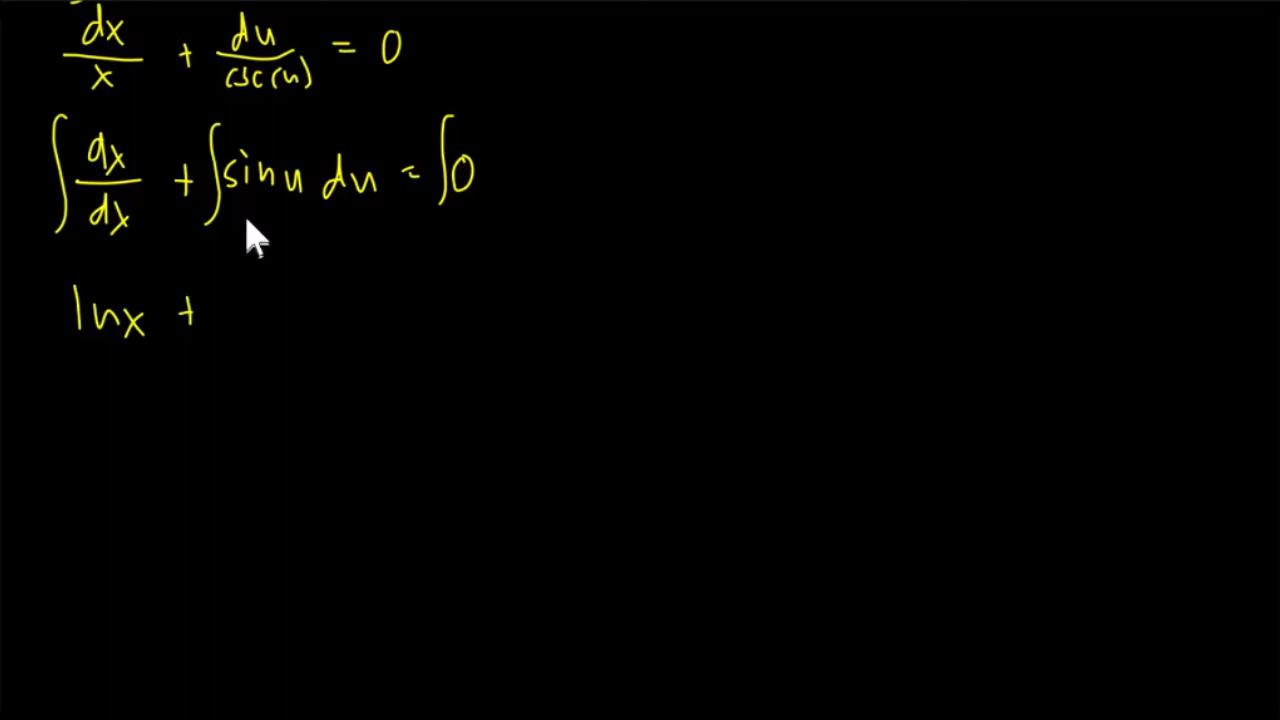 dx/x + du/csc(u) = 0
∫ dx/dx + ∫ sin u du = ∫ 0
ln x +